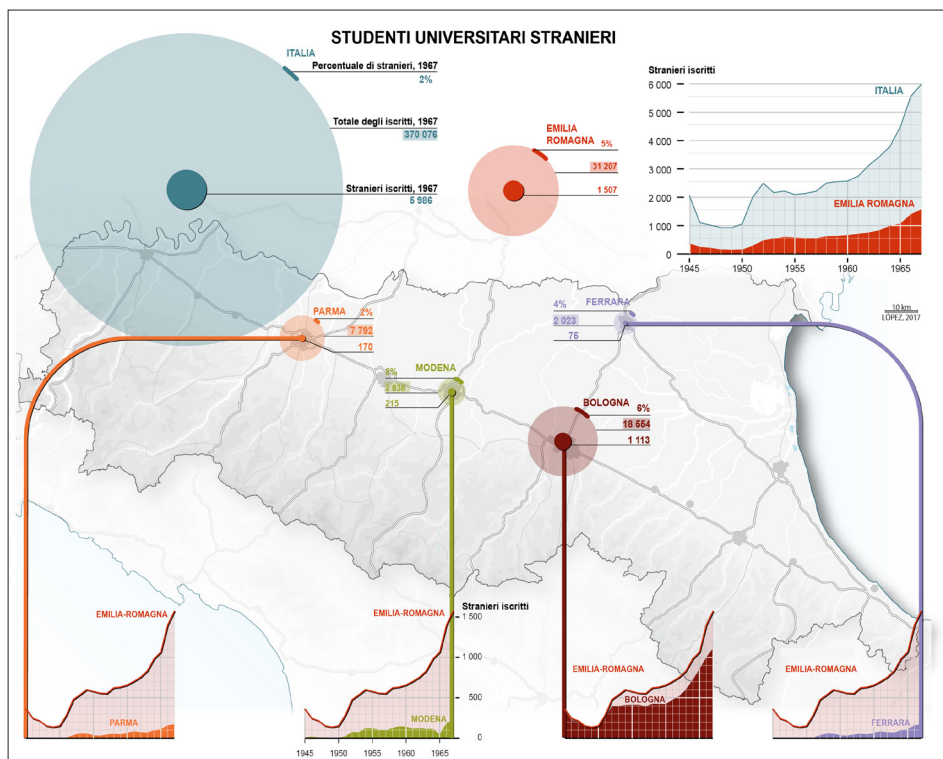 STUDENTI UNIVERSITARI STRANIERI
ITALIA
Percentuale di stranieri, 1967
2%
Totale degli iscritti, 1967
370 076
Stranieri iscritti, 1967
5 986
EMILIA
ROMAGNA
5%
31 207
1 507
Stranieri iscritti
6 000
5 000
4 000
3 000
2 000
1 000
0
ITALIA
EMILIA ROMAGNA
1945
1950
1955
1960
1965
10 km
LÓPEZ, 2017
PARMA
2%
7 792
170
MODENA
8%
2 838
215
FERRARA
4%
2 023
75
BOLOGNA
6%
18 554
1 113
EMILIA-ROMAGNA
PARMA
EMILIA-ROMAGNA
MODENA
Stranieri iscritti
1 500
1 000
500
0
1945
1950
1955
1960
1965
EMILIA-ROMAGNA
BOLOGNA
EMILIA-ROMAGNA
FERRARA